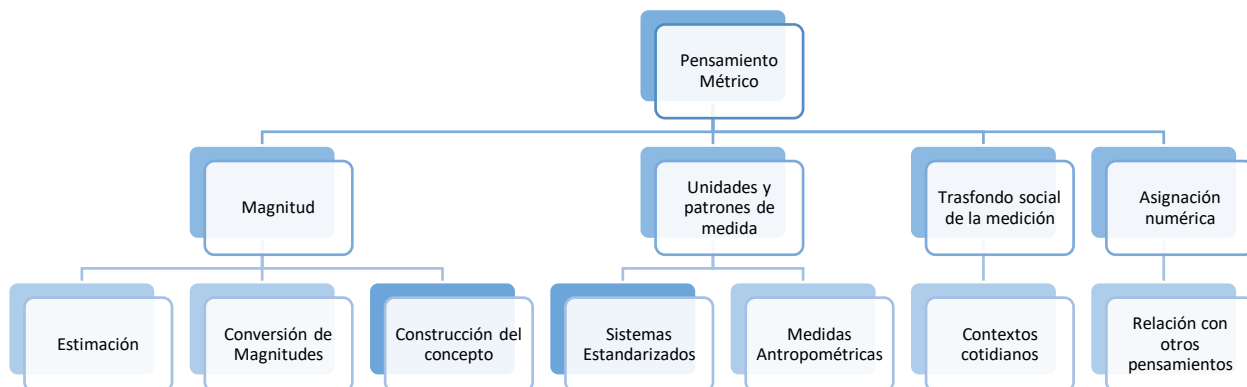 Pensamiento
Métrico
Magnitud
Unidades y
patrones de
medida
Trasfondo social
de la medición
Asignación
numérica
Estimación
Conversión de
Magnitudes
Construcción del
concepto
Sistemas
Estandarizados
Medidas
Antropométricas
Contextos
cotidianos
Relación con
otros
pensamientos